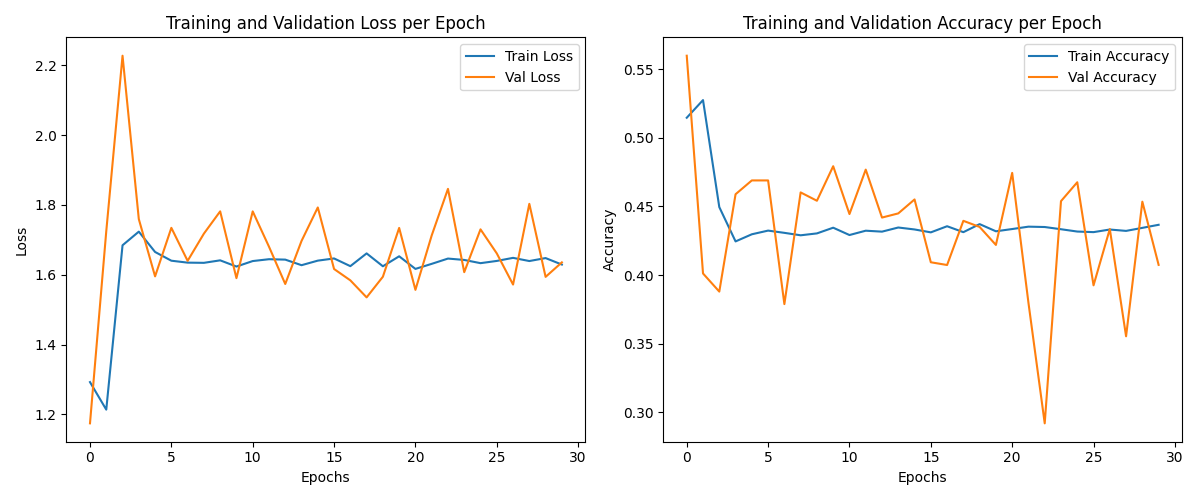 Training and Validation Loss per Epoch
Train Loss
Val Loss
2.2
2.0
1.8
1.6
1.4
1.2
Loss
0 5 10 15 20 25 30
Epochs
Training and Validation Accuracy per Epoch
Train Accuracy
Val Accuracy
0.55
0.50
0.45
0.40
0.35
0.30
Accuracy
0 5 10 15 20 25 30
Epochs